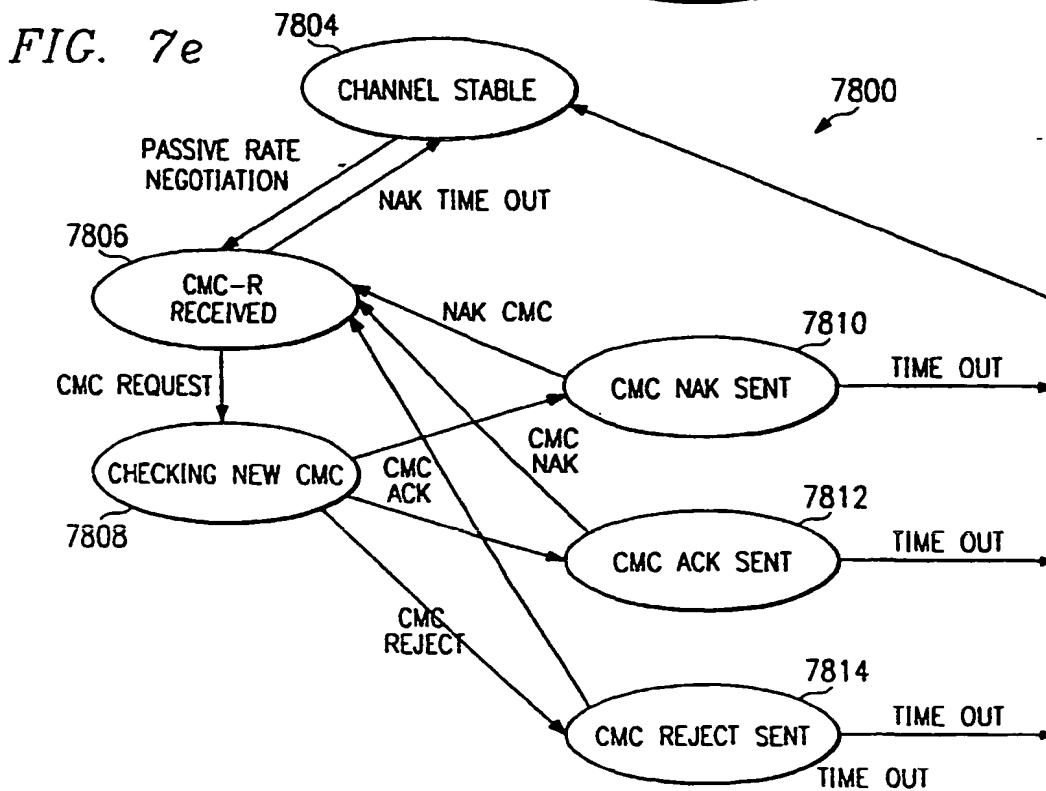 FIG. 7e
7804
CHANNEL STABLE
7800
PASSIVE RATE
NEGOTIATION
NAK TIME OUT
7806
CMC-R
RECEIVED
NAK CMC
7810
CMC NAK SENT
TIME OUT
CMC REQUEST
CMC
NAK
CHECKING NEW CMC
7808
CMC
ACK
7812
CMC ACK SENT
TIME OUT
CMC
REJECT
7814
CMC REJECT SENT
TIME OUT
TIME OUT